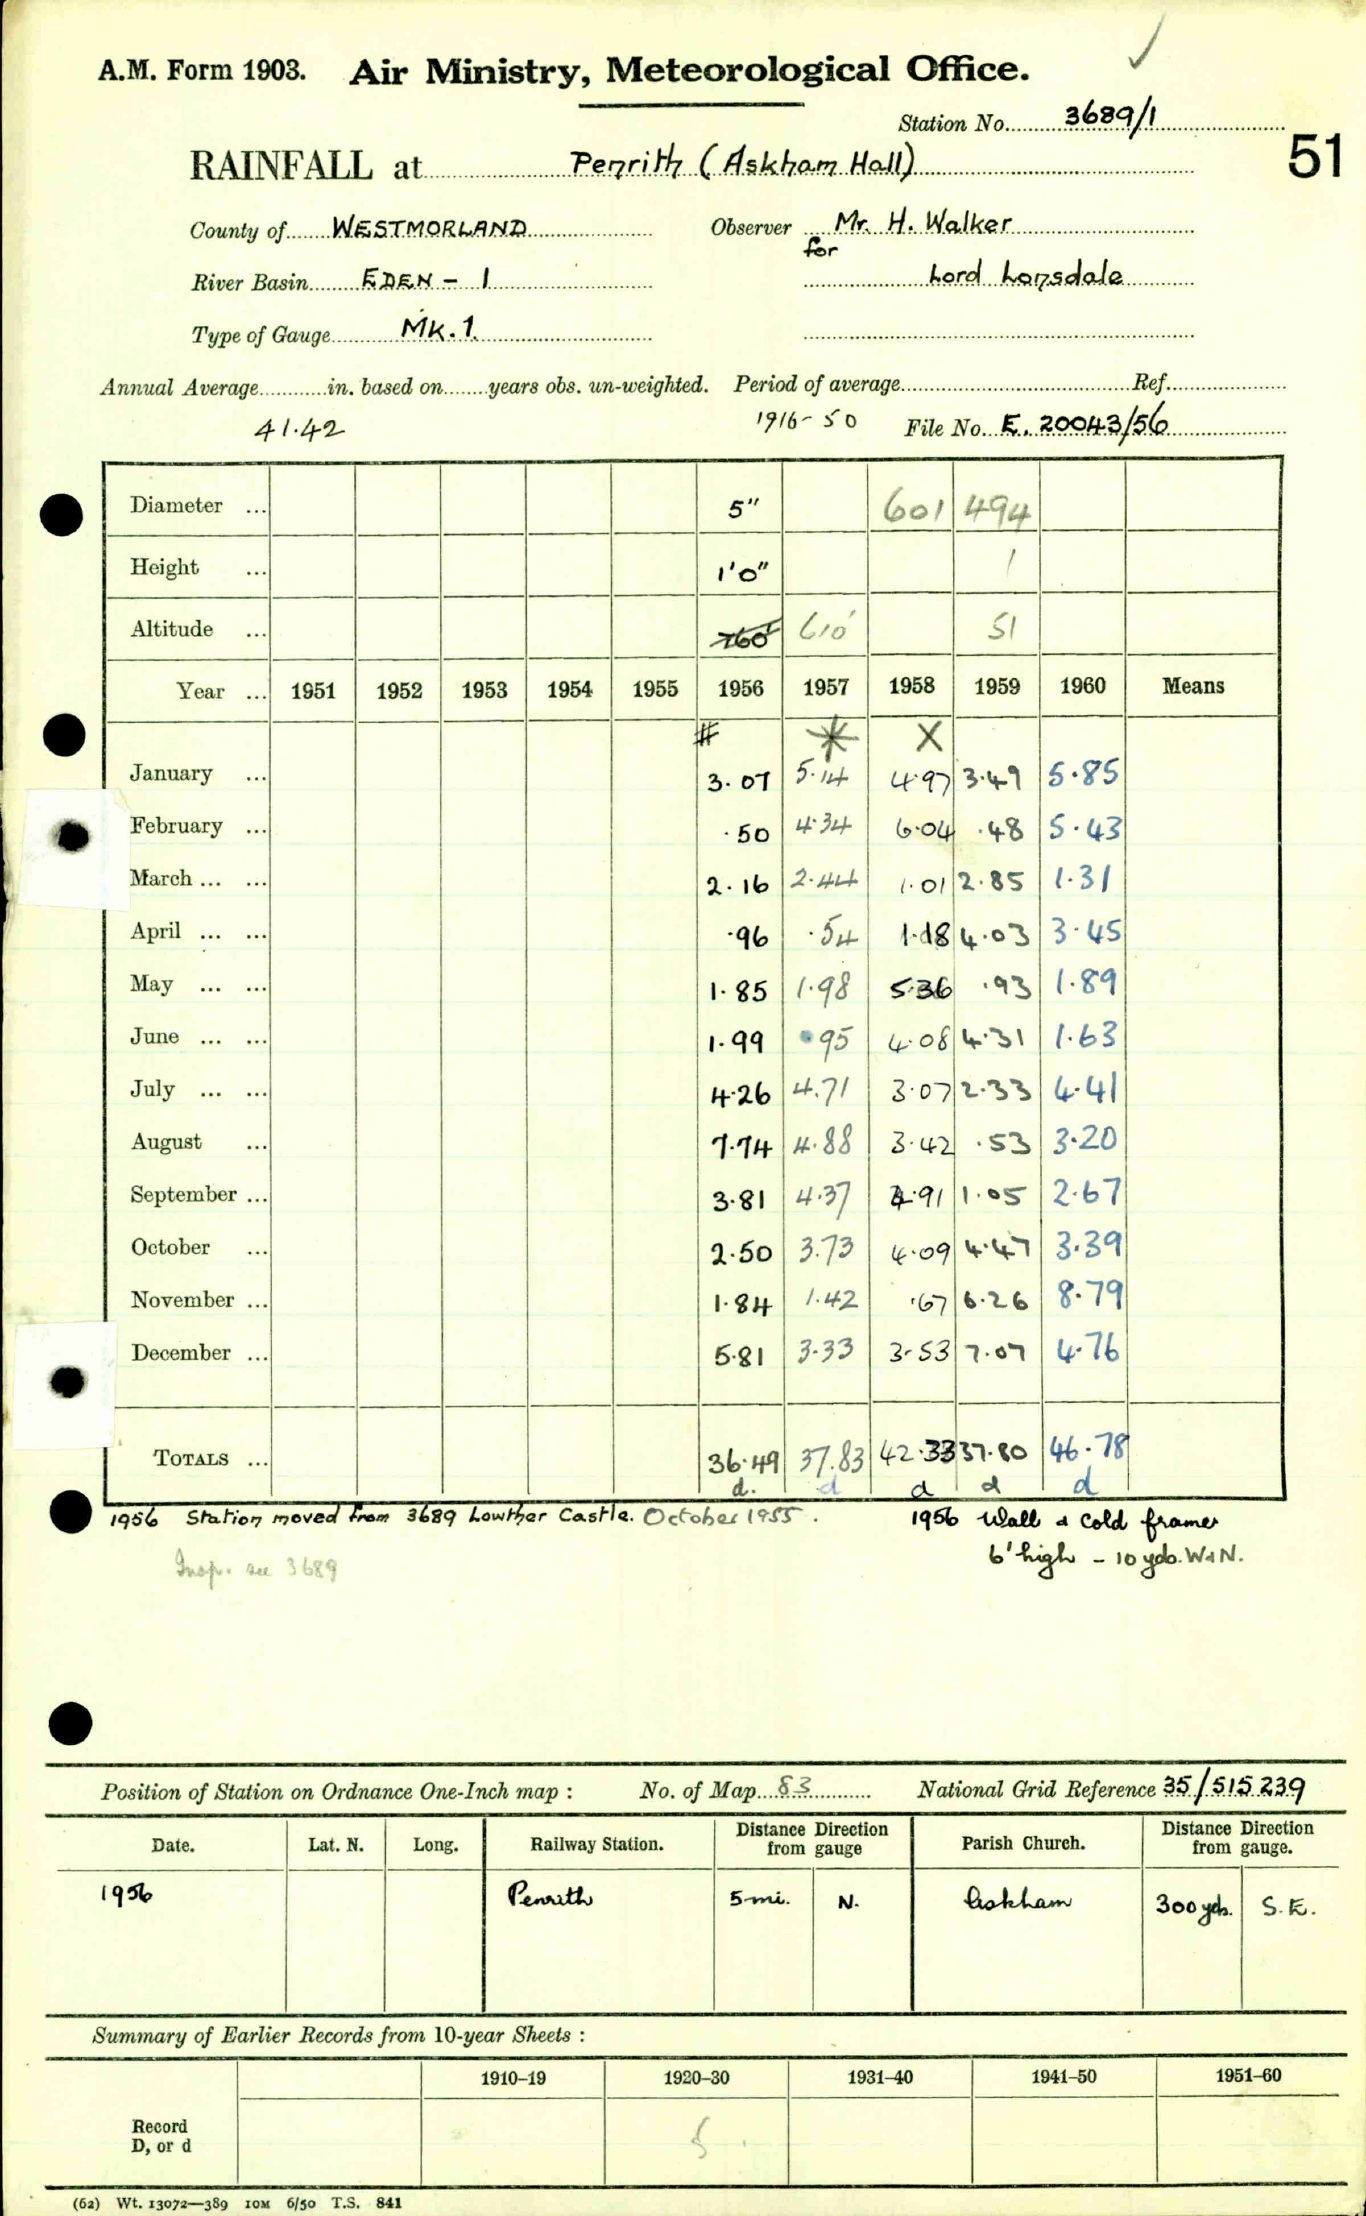 A.M. Form 1903. Air Ministry, Meteorological Office.
Station No. 3689/1
51
RAINFALL at Penrith (Askham Hall)
County of WESTMORLAND Observer Mr. H. Walker
for
River Basin EDEN - 1 Lord Lonsdale
Type of Gauge Mk. 1.
Annual Average in. based on years obs. un-weighted. Period of average Ref.
41.42 1916-50 File No. E. 20043/56
Diameter ... 5" 601 494
Height ... 1'0" 1
Altitude ... 760' 610' 51
Year ... 1951 1952 1953 1954 1955 1956 1957 1958 1959 1960 Means
# * X
January ... 3.07 5.14 4.97 3.49 5.85
February ... .50 4.34 6.04 .48 5.43
March ... ... 2.16 2.44 1.01 2.85 1.31
April ... ... .96 .54 1.18 4.03 3.45
May ... ... 1.85 1.98 5.36 .93 1.89
June ... ... 1.99 .95 4.08 4.31 1.63
July ... ... 4.26 4.71 3.07 2.33 4.41
August ... 7.74 4.88 3.42 .53 3.20
September ... 3.81 4.37 4.91 1.05 2.67
October ... 2.50 3.73 4.09 4.47 3.39
November ... 1.84 1.42 .67 6.26 8.79
December ... 5.81 3.33 3.53 7.07 4.76
TOTALS ... 36.49 37.83 42.33 37.80 46.78
d. d d d d
1956 Station moved from 3689 Lowther Castle. October 1955. 1956 Wall & cold frames
6' high - 10 yds. W & N.
Insp. see 3689
Position of Station on Ordnance One-Inch map : No. of Map 83 National Grid Reference 35/515 239
Date. Lat. N. Long. Railway Station. Distance Direction from gauge Parish Church. Distance Direction from gauge.
1956 Penrith 5 mi. N. Askham 300 yds. S.E.
Summary of Earlier Records from 10-year Sheets :
1910–19 1920–30 1931–40 1941–50 1951–60
Record
D, or d
(62) Wt. 13072—389 10M 6/50 T.S. 841